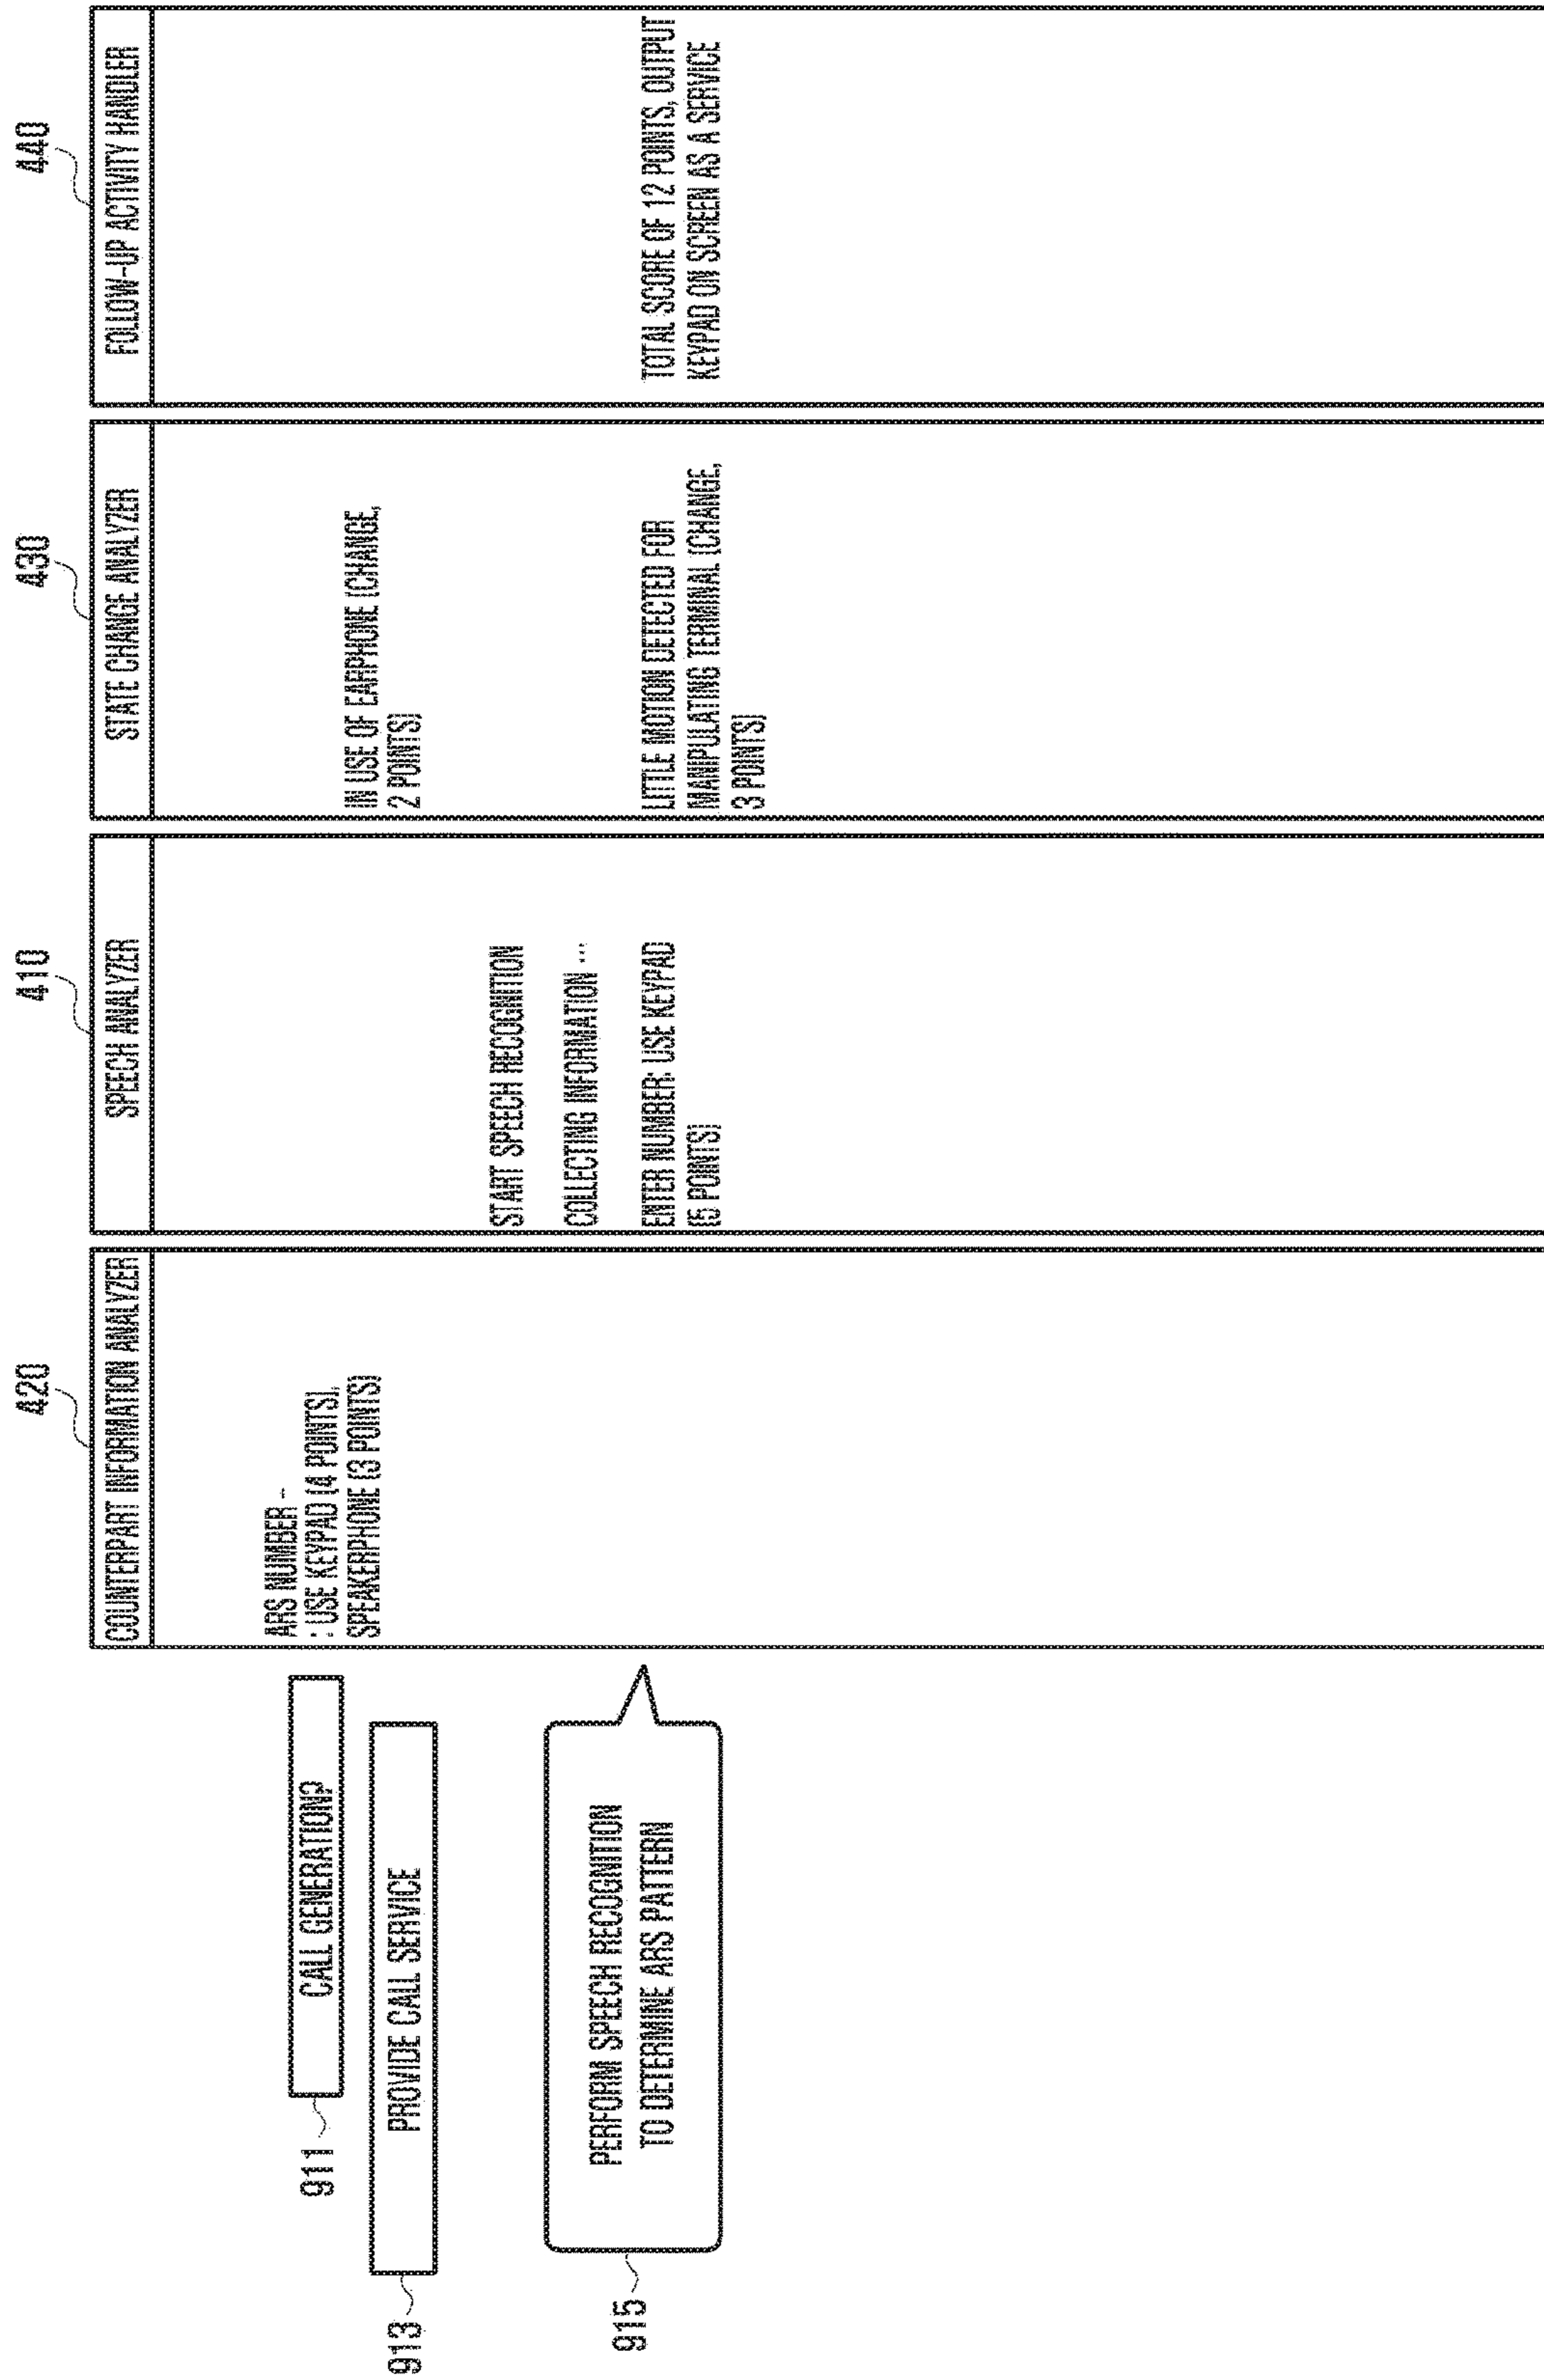 420
410
430
440
COUNTERPART INFORMATION ANALYZER
SPEECH ANALYZER
STATE CHANGE ANALYZER
FOLLOW-UP ACTIVITY HANDLER
911
CALL GENERATION?
ARS NUMBER –
: USE KEYPAD (4 POINTS),
SPEAKERPHONE (3 POINTS)
IN USE OF EARPHONE (CHANGE,
2 POINTS)
913
PROVIDE CALL SERVICE
START SPEECH RECOGNITION
COLLECTING INFORMATION ...
915
PERFORM SPEECH RECOGNITION
TO DETERMINE ARS PATTERN
ENTER NUMBER: USE KEYPAD
(5 POINTS)
LITTLE MOTION DETECTED FOR
MANIPULATING TERMINAL (CHANGE,
3 POINTS)
TOTAL SCORE OF 12 POINTS, OUTPUT
KEYPAD ON SCREEN AS A SERVICE